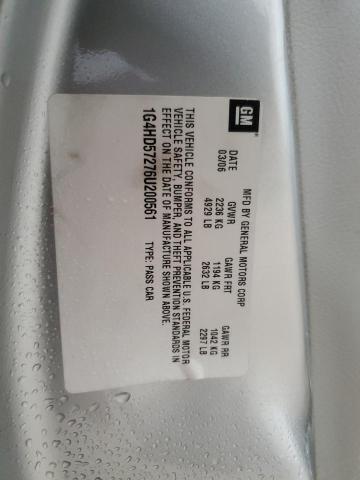 GM
MFD BY GENERAL MOTORS CORP
DATE GVWR GAWR FRT GAWR RR
03/06 2236 KG 1194 KG 1042 KG
4929 LB 2632 LB 2297 LB
THIS VEHICLE CONFORMS TO ALL APPLICABLE U.S. FEDERAL MOTOR
VEHICLE SAFETY, BUMPER, AND THEFT PREVENTION STANDARDS IN
EFFECT ON THE DATE OF MANUFACTURE SHOWN ABOVE.
1G4HD57276U200561 TYPE: PASS CAR